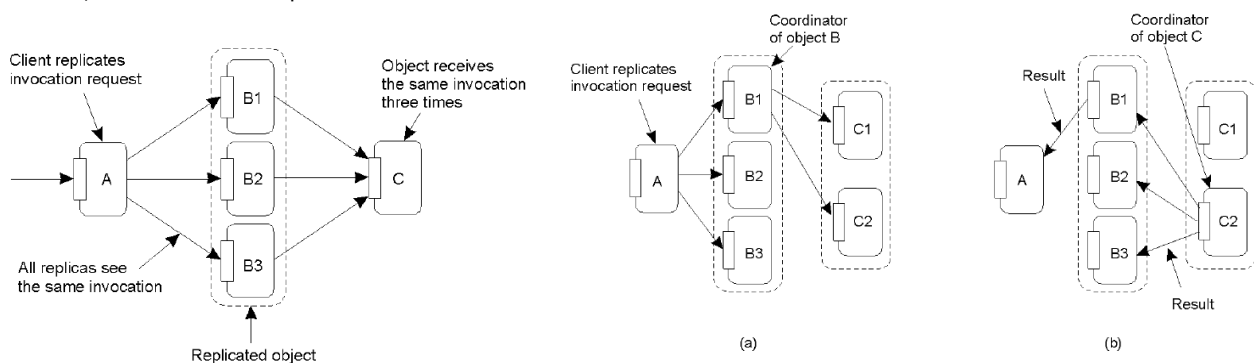 Client replicates
invocation request
A
B1
B2
B3
C
Object receives
the same invocation
three times
All replicas see
the same invocation
Replicated object
Client replicates
invocation request
Coordinator
of object B
A
B1
B2
B3
C1
C2
(a)
Coordinator
of object C
Result
A
B1
B2
B3
C1
C2
Result
(b)